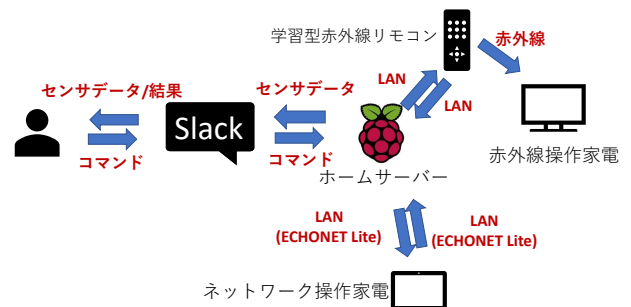 学習型赤外線リモコン
赤外線
LAN
LAN
センサデータ/結果
センサデータ
Slack
コマンド
コマンド
ホームサーバー
赤外線操作家電
LAN
(ECHONET Lite)
LAN
(ECHONET Lite)
ネットワーク操作家電